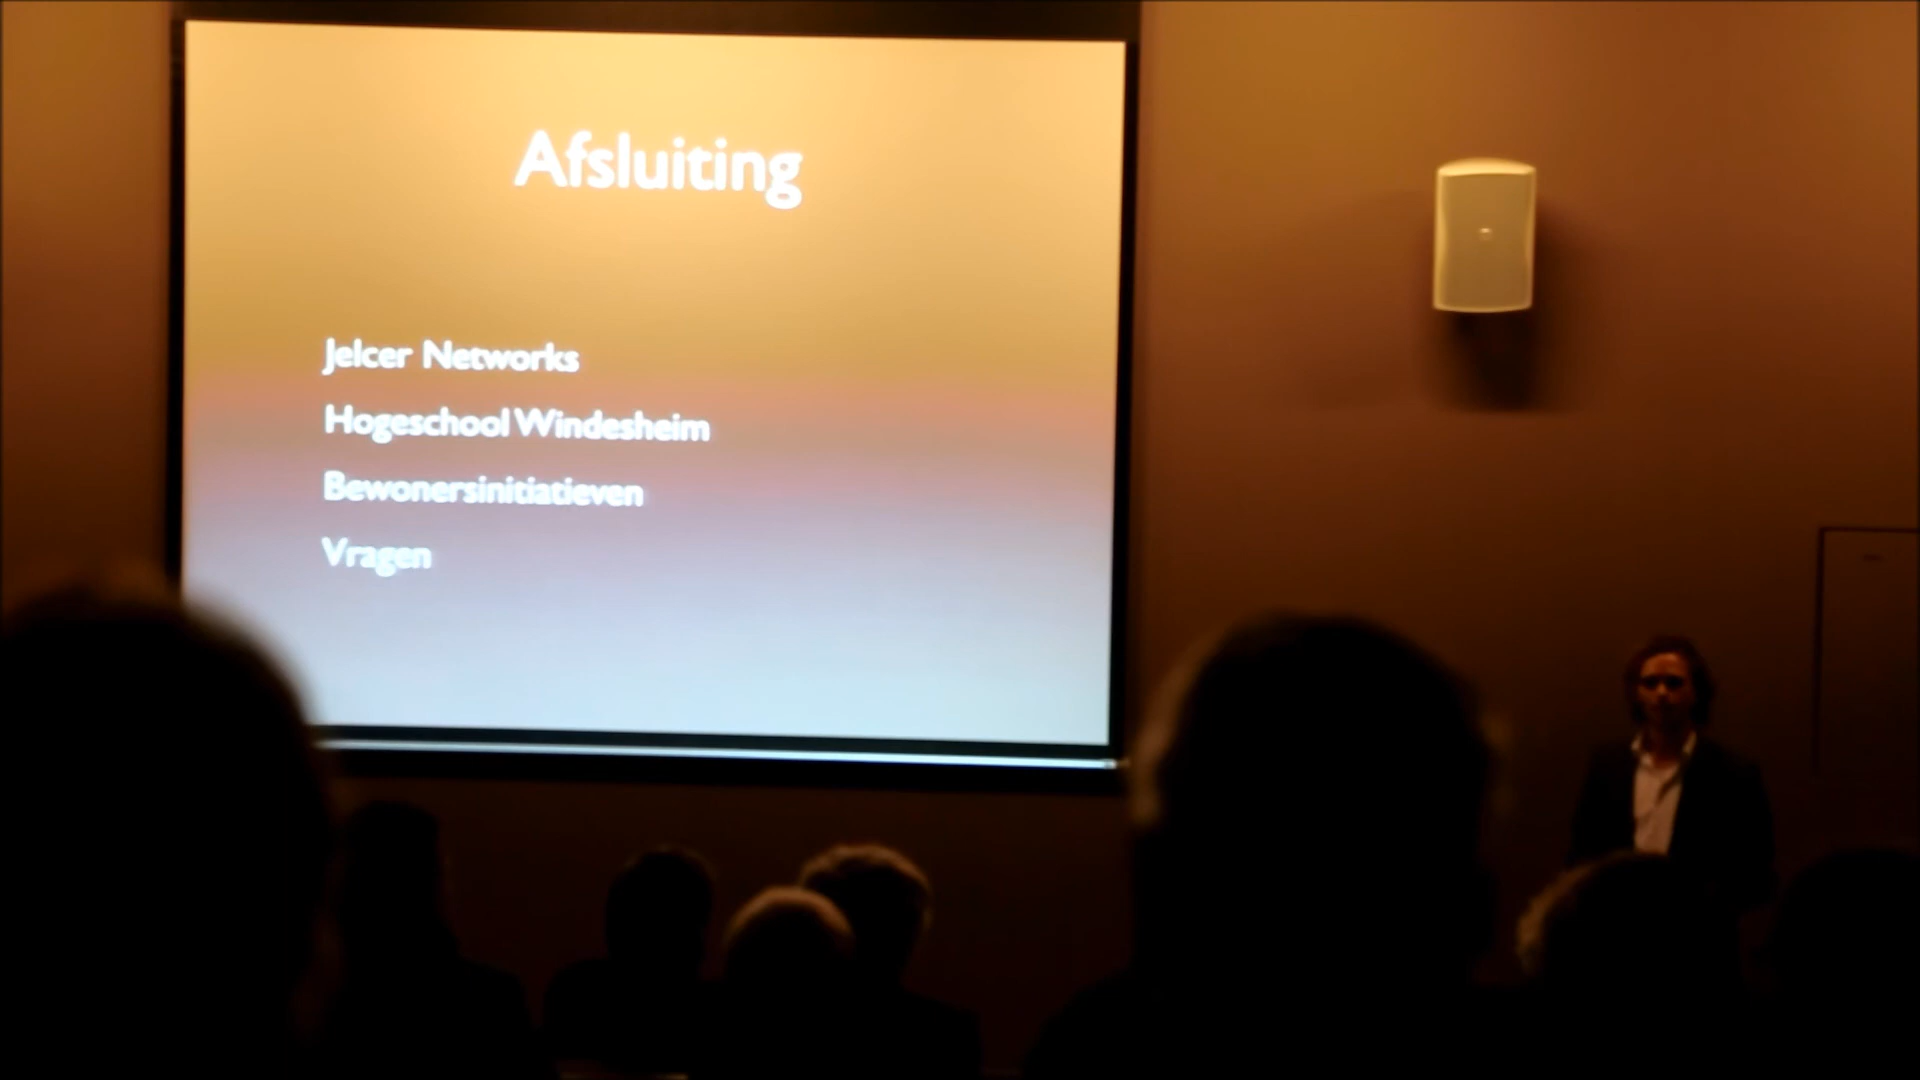 Afsluiting
Jelcer Networks
Hogeschool Windesheim
Bewonersinitiatieven
Vragen